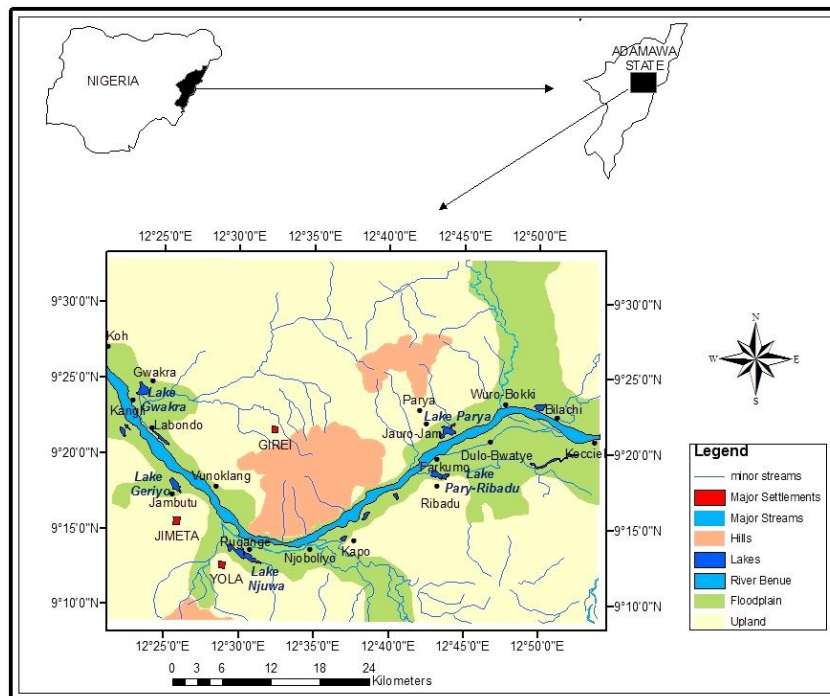 NIGERIA
ADAMAWA
STATE
12°25'0"E 12°30'0"E 12°35'0"E 12°40'0"E 12°45'0"E 12°50'0"E
9°30'0"N
9°25'0"N
9°20'0"N
9°15'0"N
9°10'0"N
9°30'0"N
9°25'0"N
9°20'0"N
9°15'0"N
9°10'0"N
Koh
Gwakra
Lake
Gwakra
Labondo
GIREI
Lake
Geriyo
Vunoklang
Jambutu
JIMETA
YOLA
Rugange
Lake
Njuwa
Njoboliyo
Kapo
Parya
Lake Parya
Wuro-Bokki
Bilachi
Dulo-Bwatye
Parkumo
Lake
Pary-Ribadu
Ribadu
N
W E
S
Legend
minor streams
Major Settlements
Major Streams
Hills
Lakes
River Benue
Floodplain
Upland
12°25'0"E 12°30'0"E 12°35'0"E 12°40'0"E 12°45'0"E 12°50'0"E
0 3 6 12 18 24
Kilometers